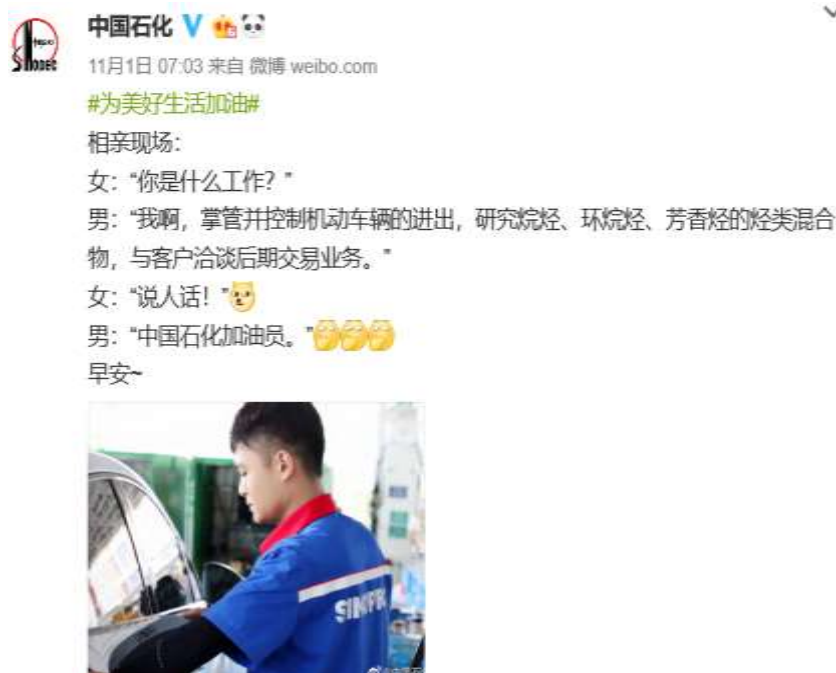 中国石化
11月1日 07:03 来自 微博 weibo.com
#为美好生活加油#
相亲现场：
女：“你是什么工作？”
男：“我啊，掌管并控制机动车辆的进出，研究烷烃、环烷烃、芳香烃的烃类混合
物，与客户洽谈后期交易业务。”
女：“说人话！”
男：“中国石化加油员。”
早安~